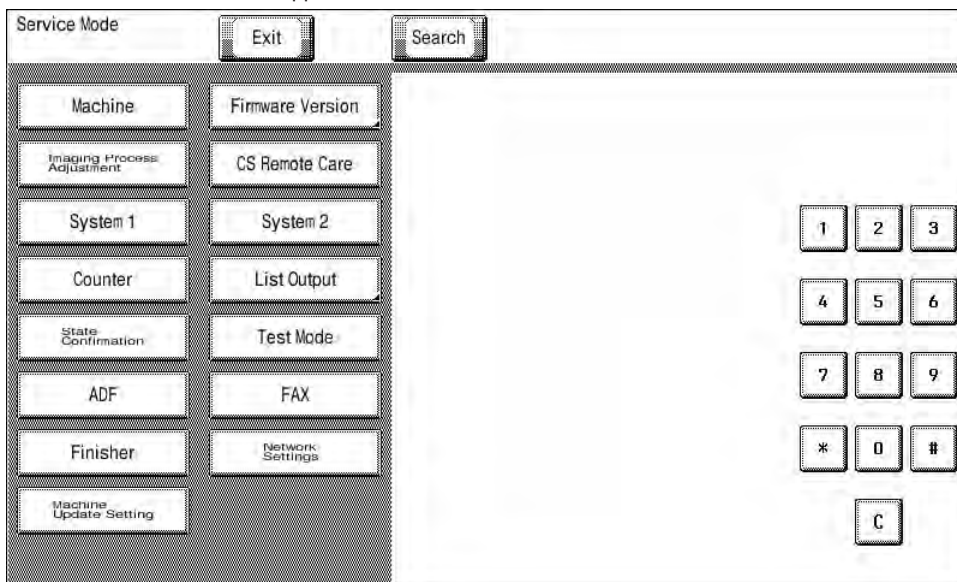 Service Mode
Exit
Search
Machine
Firmware Version
Imaging Process
Adjustment
CS Remote Care
System 1
System 2
Counter
List Output
State
Confirmation
Test Mode
ADF
FAX
Finisher
Network
Settings
Machine
Update Setting
1 2 3
4 5 6
7 8 9
* 0 #
C